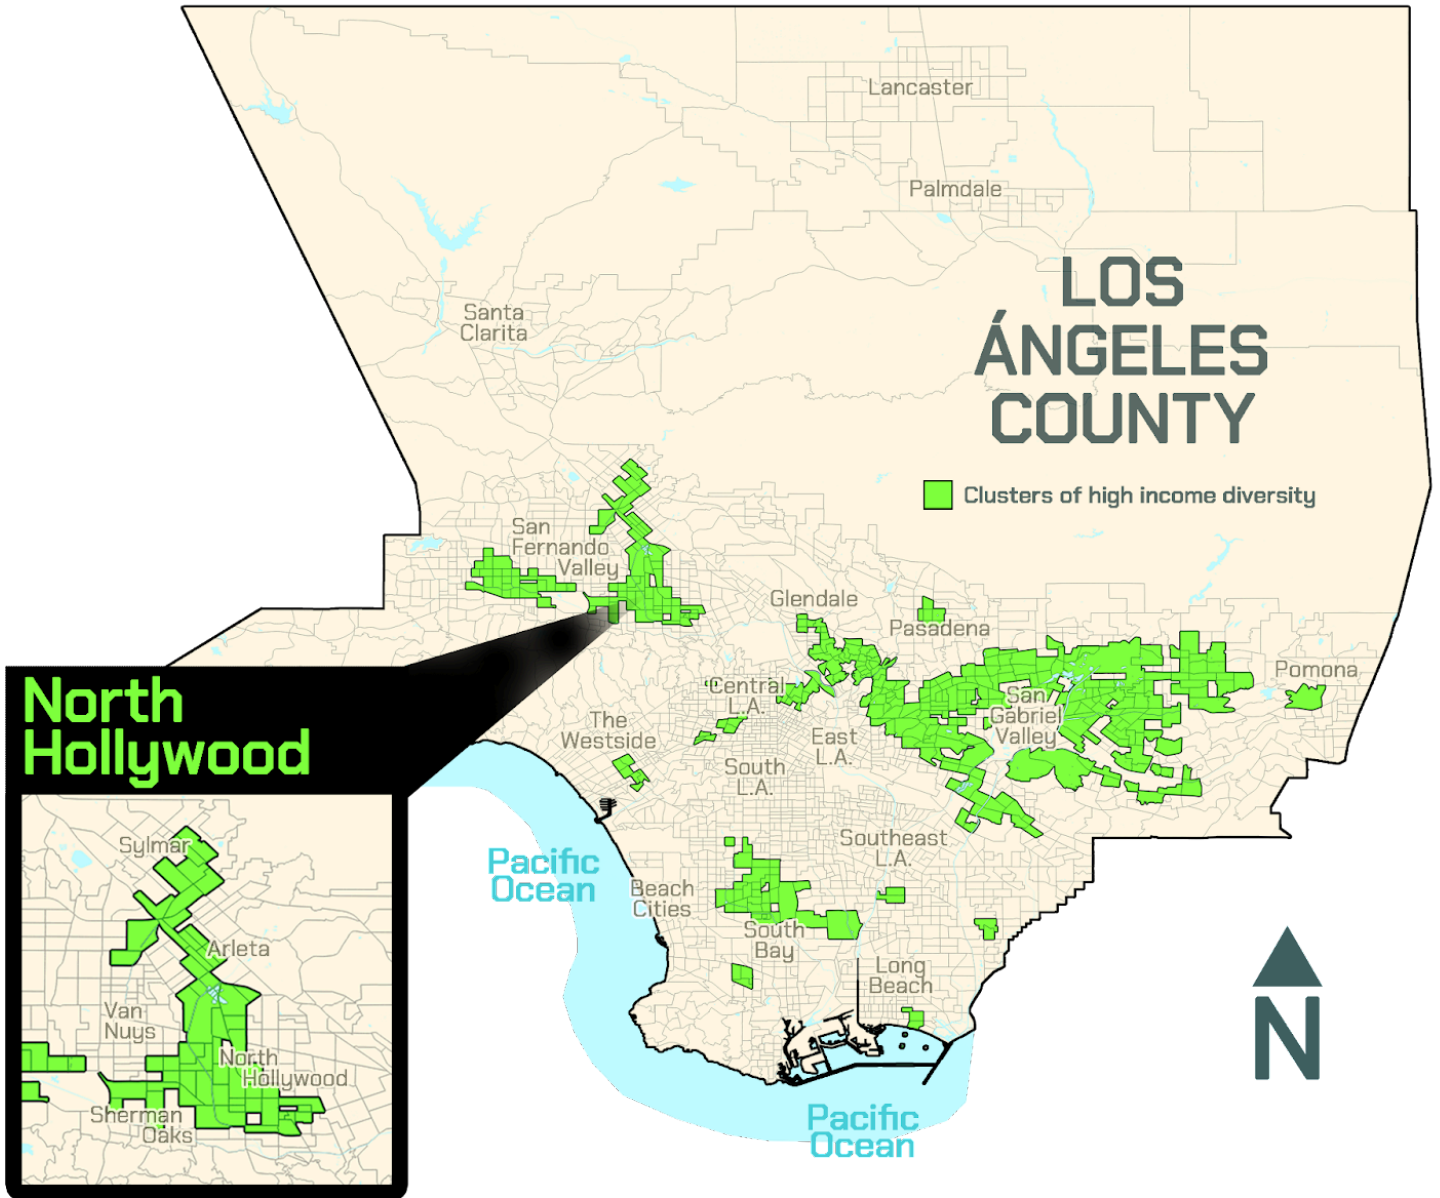 Lancaster
Palmdale
LOS
ÁNGELES
COUNTY
Santa
Clarita
Clusters of high income diversity
San
Fernando
Valley
Glendale
Pasadena
Pomona
North
Hollywood
Central
L.A.
San
Gabriel
Valley
The
Westside
East
L.A.
South
L.A.
Southeast
L.A.
Pacific
Ocean
Beach
Cities
South
Bay
Long
Beach
N
Pacific
Ocean
Sylmar
Arleta
Van
Nuys
North
Hollywood
Sherman
Oaks